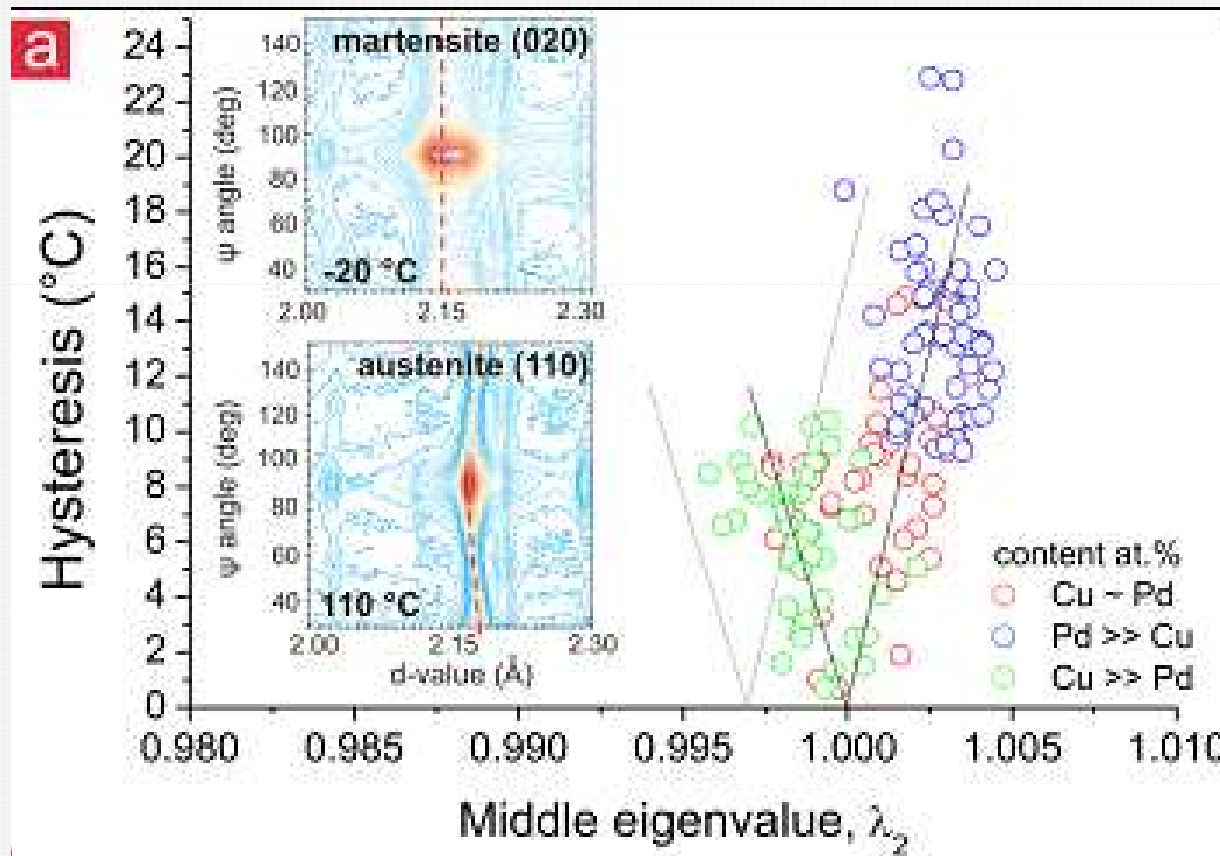 a
24
22
20
18
16
14
12
10
8
6
4
2
0
Hysteresis (°C)
martensite (020)
140
120
100
80
60
40
ψ angle (deg)
-20 °C
2.00 2.15 2.30
austenite (110)
140
120
100
80
60
40
ψ angle (deg)
110 °C
2.00 2.15 2.30
d-value (Å)
content at.%
Cu ~ Pd
Pd >> Cu
Cu >> Pd
0.980 0.985 0.990 0.995 1.000 1.005 1.010
Middle eigenvalue, λ₂